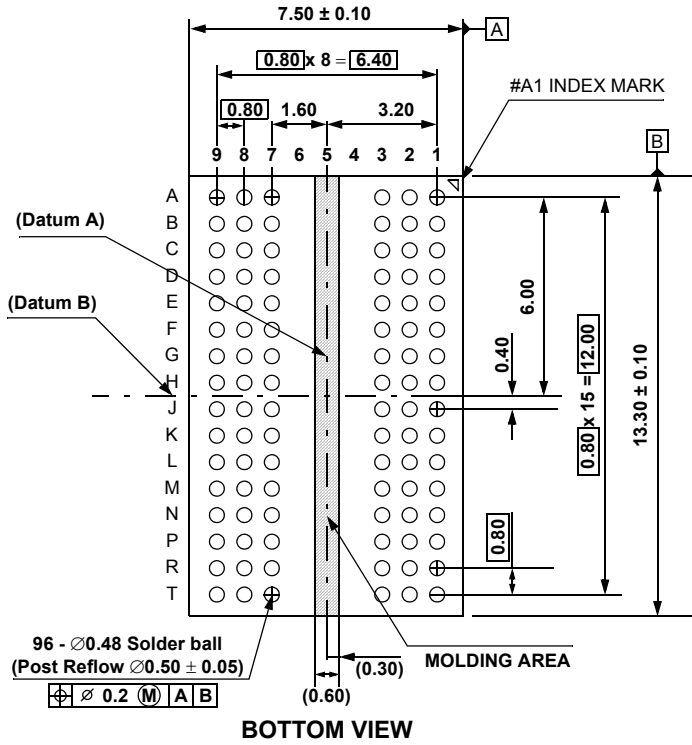 7.50 ± 0.10
A
0.80 x 8 = 6.40
#A1 INDEX MARK
0.80
1.60
3.20
B
9 8 7 6 5 4 3 2 1
A
B
C
D
E
F
G
H
J
K
L
M
N
P
R
T
(Datum A)
(Datum B)
6.00
0.40
0.80 x 15 = 12.00
13.30 ± 0.10
0.80
96 - ∅0.48 Solder ball
(Post Reflow ∅0.50 ± 0.05)
⌖ ∅ 0.2 Ⓜ A B
(0.30)
(0.60)
MOLDING AREA
BOTTOM VIEW